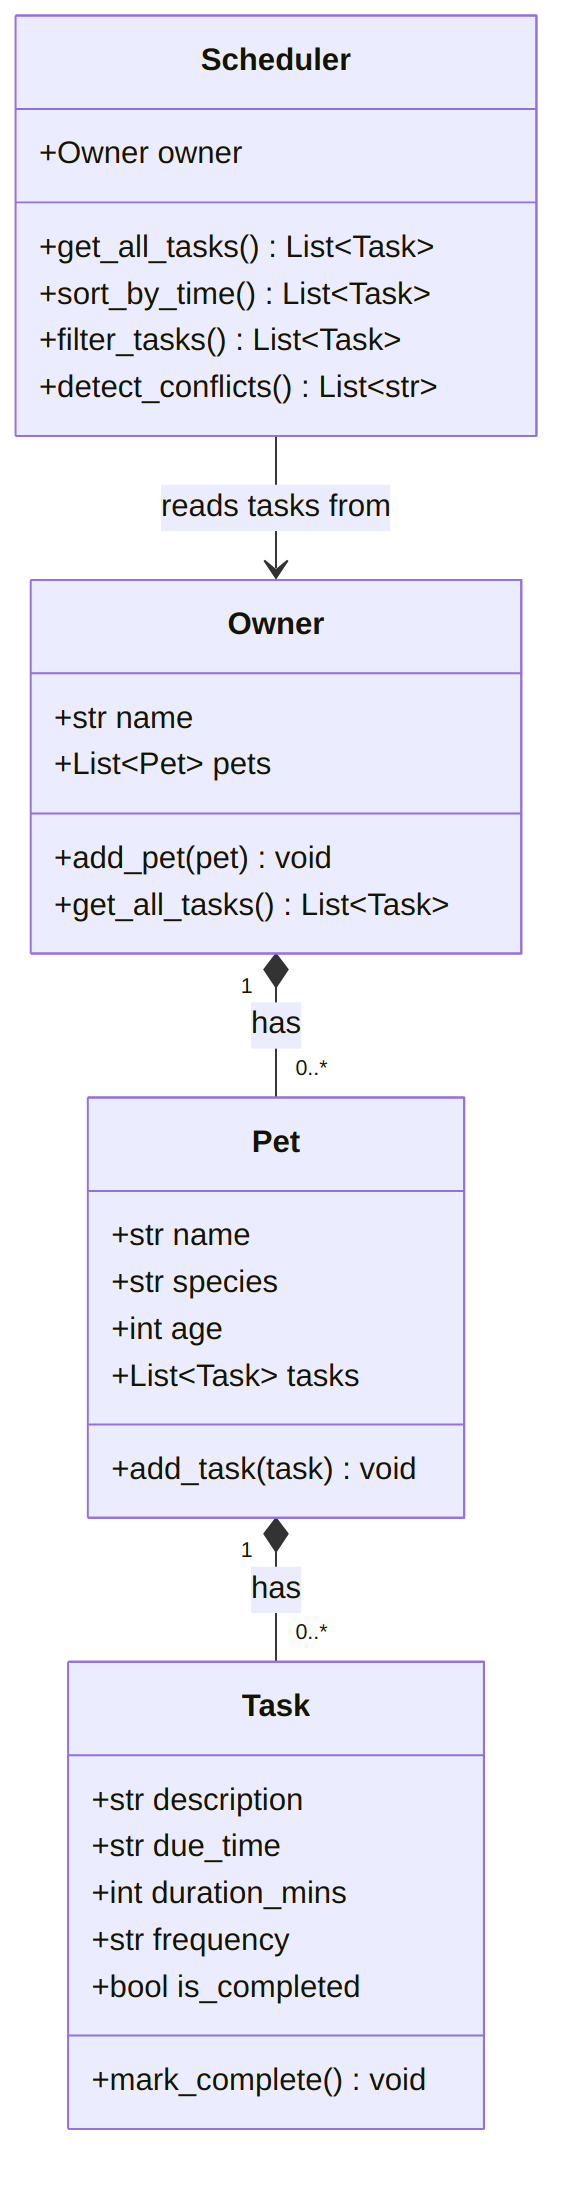 Scheduler
+Owner owner
+get_all_tasks() : List<Task>
+sort_by_time() : List<Task>
+filter_tasks() : List<Task>
+detect_conflicts() : List<str>
reads tasks from
Owner
+str name
+List<Pet> pets
+add_pet(pet) : void
+get_all_tasks() : List<Task>
1
has
0..*
Pet
+str name
+str species
+int age
+List<Task> tasks
+add_task(task) : void
1
has
0..*
Task
+str description
+str due_time
+int duration_mins
+str frequency
+bool is_completed
+mark_complete() : void